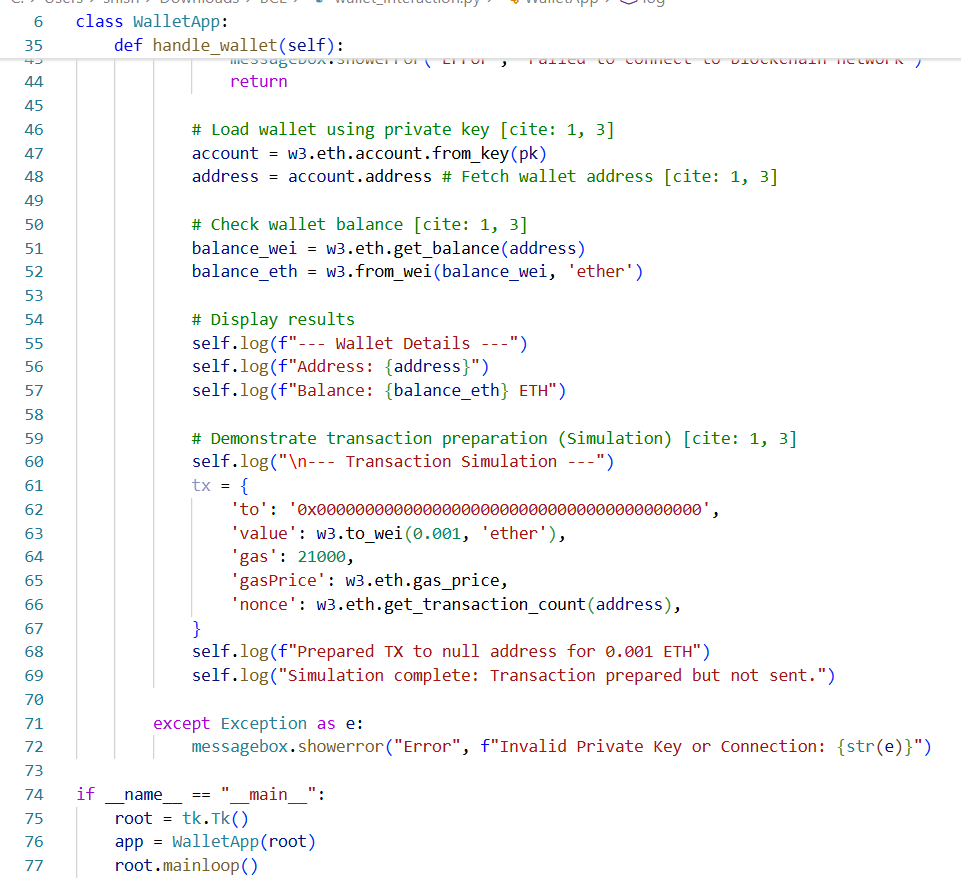 C: > Users > shish > Downloads > BCL > wallet_interaction.py > WalletApp > log
6 class WalletApp:
35 def handle_wallet(self):
43 messagebox.showerror("Error", "Failed to connect to blockchain network")
44 return
45
46 # Load wallet using private key [cite: 1, 3]
47 account = w3.eth.account.from_key(pk)
48 address = account.address # Fetch wallet address [cite: 1, 3]
49
50 # Check wallet balance [cite: 1, 3]
51 balance_wei = w3.eth.get_balance(address)
52 balance_eth = w3.from_wei(balance_wei, 'ether')
53
54 # Display results
55 self.log(f"--- Wallet Details ---")
56 self.log(f"Address: {address}")
57 self.log(f"Balance: {balance_eth} ETH")
58
59 # Demonstrate transaction preparation (Simulation) [cite: 1, 3]
60 self.log("\n--- Transaction Simulation ---")
61 tx = {
62 'to': '0x0000000000000000000000000000000000000000',
63 'value': w3.to_wei(0.001, 'ether'),
64 'gas': 21000,
65 'gasPrice': w3.eth.gas_price,
66 'nonce': w3.eth.get_transaction_count(address),
67 }
68 self.log(f"Prepared TX to null address for 0.001 ETH")
69 self.log("Simulation complete: Transaction prepared but not sent.")
70
71 except Exception as e:
72 messagebox.showerror("Error", f"Invalid Private Key or Connection: {str(e)}")
73
74 if __name__ == "__main__":
75 root = tk.Tk()
76 app = WalletApp(root)
77 root.mainloop()